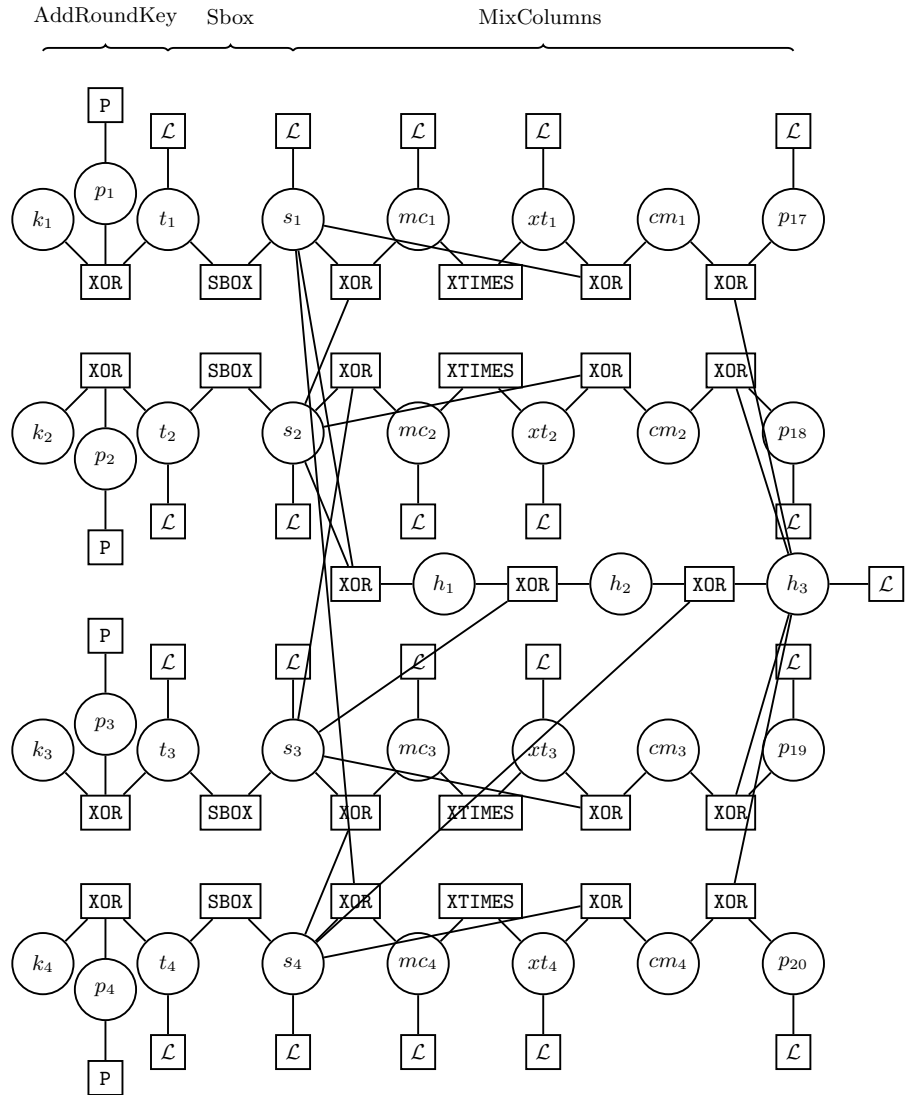 AddRoundKey Sbox MixColumns
P
ℒ ℒ ℒ ℒ ℒ
p₁
k₁ t₁ s₁ mc₁ xt₁ cm₁ p₁₇
XOR SBOX XOR XTIMES XOR XOR
XOR SBOX XOR XTIMES XOR XOR
k₂ t₂ s₂ mc₂ xt₂ cm₂ p₁₈
p₂
ℒ ℒ ℒ ℒ ℒ
P
XOR h₁ XOR h₂ XOR h₃ ℒ
P
ℒ ℒ ℒ ℒ ℒ
p₃
k₃ t₃ s₃ mc₃ xt₃ cm₃ p₁₉
XOR SBOX XOR XTIMES XOR XOR
XOR SBOX XOR XTIMES XOR XOR
k₄ t₄ s₄ mc₄ xt₄ cm₄ p₂₀
p₄
ℒ ℒ ℒ ℒ ℒ
P